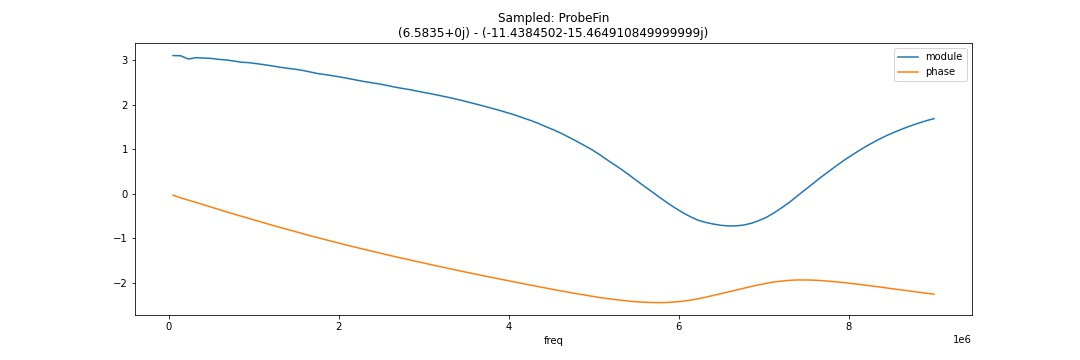 Sampled: ProbeFin
(6.5835+0j) - (-11.4384502-15.464910849999999j)
module
phase
3
2
1
0
−1
−2
0
2
4
6
8
1e6
freq